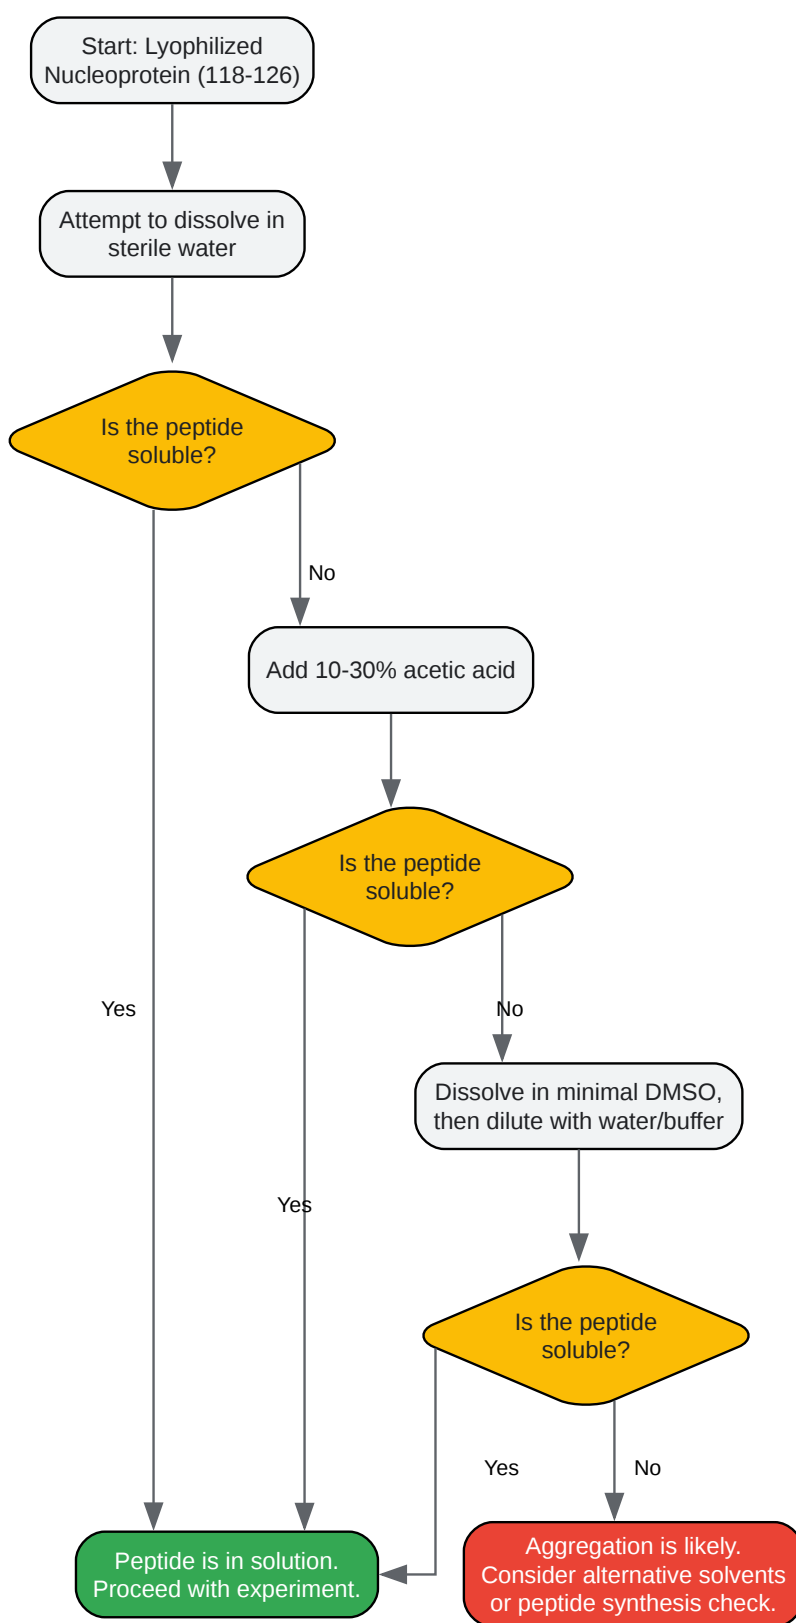 Start: Lyophilized
Nucleoprotein (118-126)
Attempt to dissolve in
sterile water
Is the peptide
soluble?
No
Add 10-30% acetic acid
Is the peptide
soluble?
Yes
No
Dissolve in minimal DMSO,
then dilute with water/buffer
Yes
Is the peptide
soluble?
Yes
No
Peptide is in solution.
Proceed with experiment.
Aggregation is likely.
Consider alternative solvents
or peptide synthesis check.